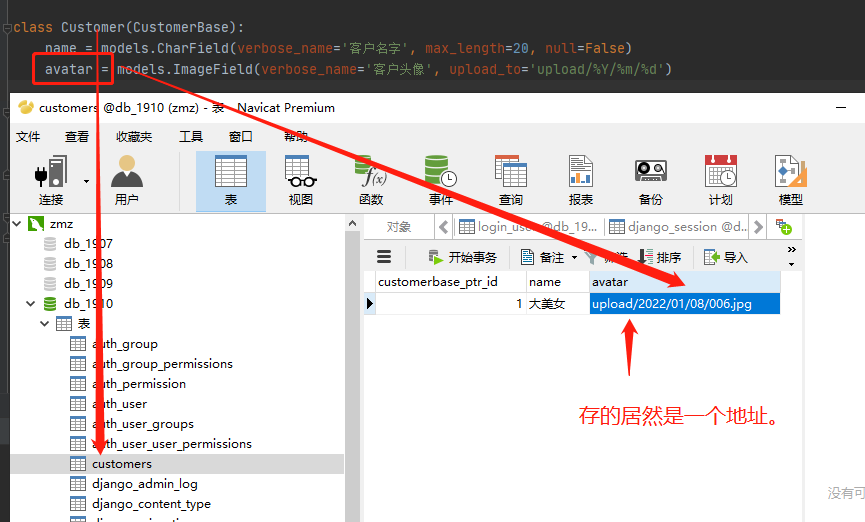 class Customer(CustomerBase):
name = models.CharField(verbose_name='客户名字', max_length=20, null=False)
avatar = models.ImageField(verbose_name='客户头像', upload_to='upload/%Y/%m/%d')
customers @db_1910 (zmz) - 表 - Navicat Premium
文件 查看 收藏夹 工具 窗口 帮助
连接 用户 表 视图 函数 事件 查询 报表 备份 计划 模型
f(x)
zmz
对象 login_user @db_19... django_session @d...
db_1907
db_1908
db_1909
db_1910
表
auth_group
auth_group_permissions
auth_permission
auth_user
auth_user_groups
auth_user_user_permissions
customers
django_admin_log
django_content_type
开始事务 备注 筛选 排序 导入
customerbase_ptr_id name avatar
1 大美女 upload/2022/01/08/006.jpg
存的居然是一个地址。
没有可